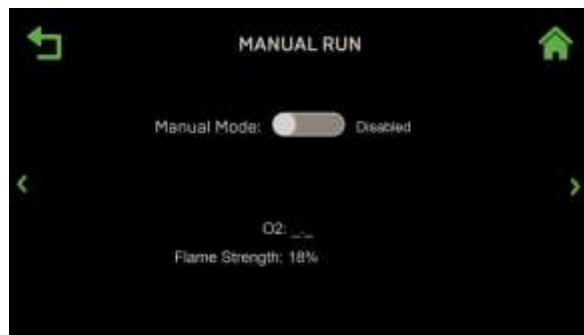 MANUAL RUN
Manual Mode: Disabled
O2: _._
Flame Strength: 18%